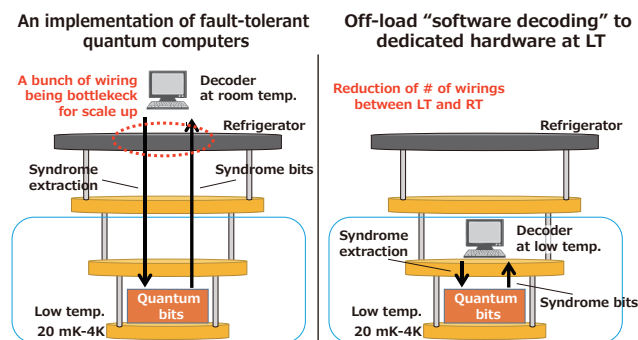 An implementation of fault-tolerant
quantum computers
A bunch of wiring
being bottlekeck
for scale up
Decoder
at room temp.
Refrigerator
Syndrome
extraction
Syndrome bits
Low temp.
20 mK-4K
Quantum
bits
Off-load “software decoding” to
dedicated hardware at LT
Reduction of # of wirings
between LT and RT
Refrigerator
Syndrome
extraction
Decoder
at low temp.
Quantum
bits
Syndrome bits
Low temp.
20 mK-4K